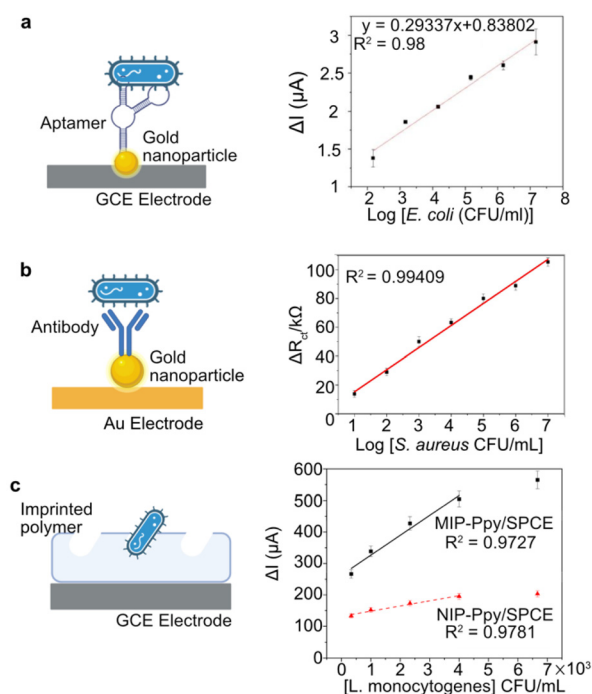 a
Aptamer
Gold
nanoparticle
GCE Electrode
y = 0.29337x+0.83802
R² = 0.98
3
2.5
2
1.5
1
ΔI (μA)
2 3 4 5 6 7 8
Log [E. coli (CFU/ml)]
b
Antibody
Gold
nanoparticle
Au Electrode
R² = 0.99409
100
80
60
40
20
0
ΔRct/kΩ
1 2 3 4 5 6 7
Log [S. aureus CFU/mL]
c
Imprinted
polymer
GCE Electrode
600
500
400
300
200
100
0
ΔI (μA)
MIP-Ppy/SPCE
R² = 0.9727
NIP-Ppy/SPCE
R² = 0.9781
0 1 2 3 4 5 6 7 ×10³
[L. monocytogenes] CFU/mL